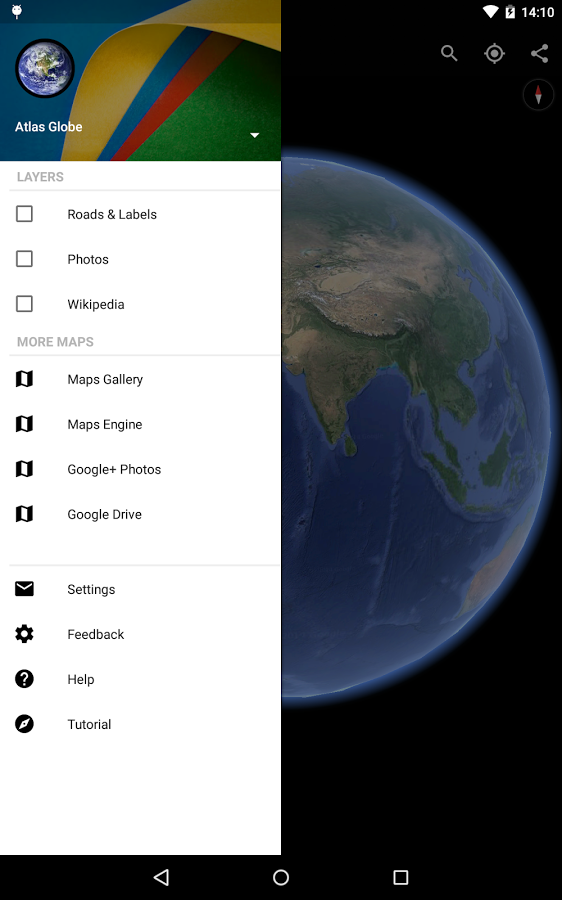 14:10
Atlas Globe
LAYERS
Roads & Labels
Photos
Wikipedia
MORE MAPS
Maps Gallery
Maps Engine
Google+ Photos
Google Drive
Settings
Feedback
Help
Tutorial